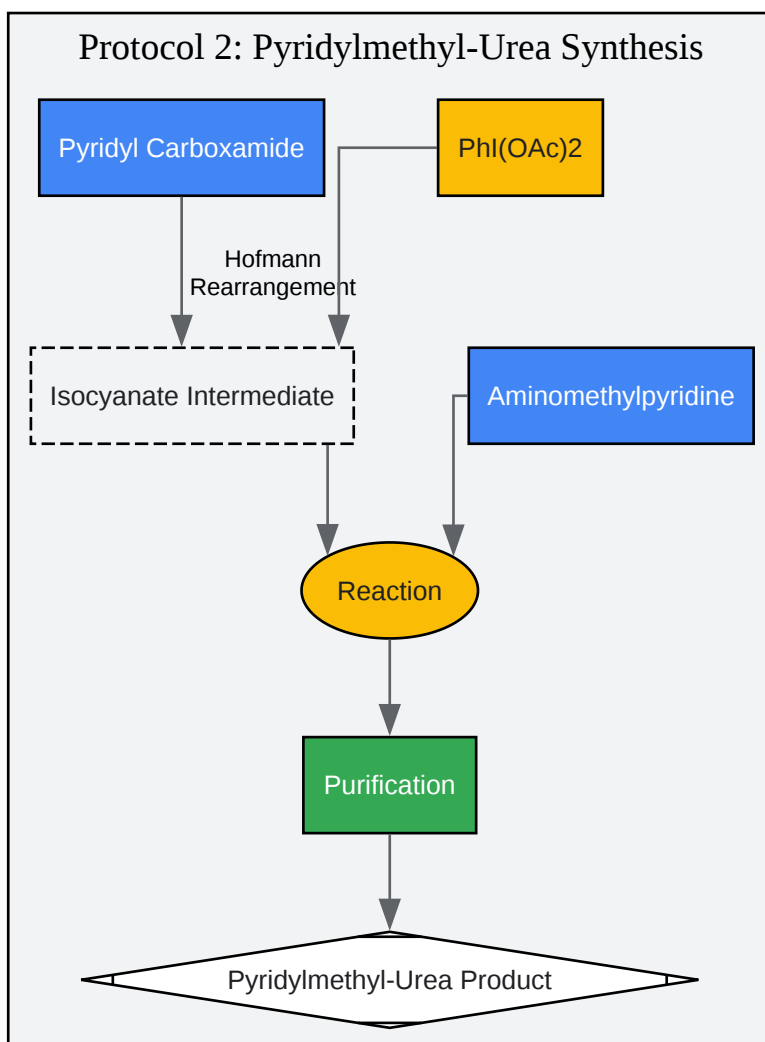 Protocol 2: Pyridylmethyl-Urea Synthesis
Pyridyl Carboxamide
PhI(OAc)2
Hofmann
Rearrangement
Isocyanate Intermediate
Aminomethylpyridine
Reaction
Purification
Pyridylmethyl-Urea Product